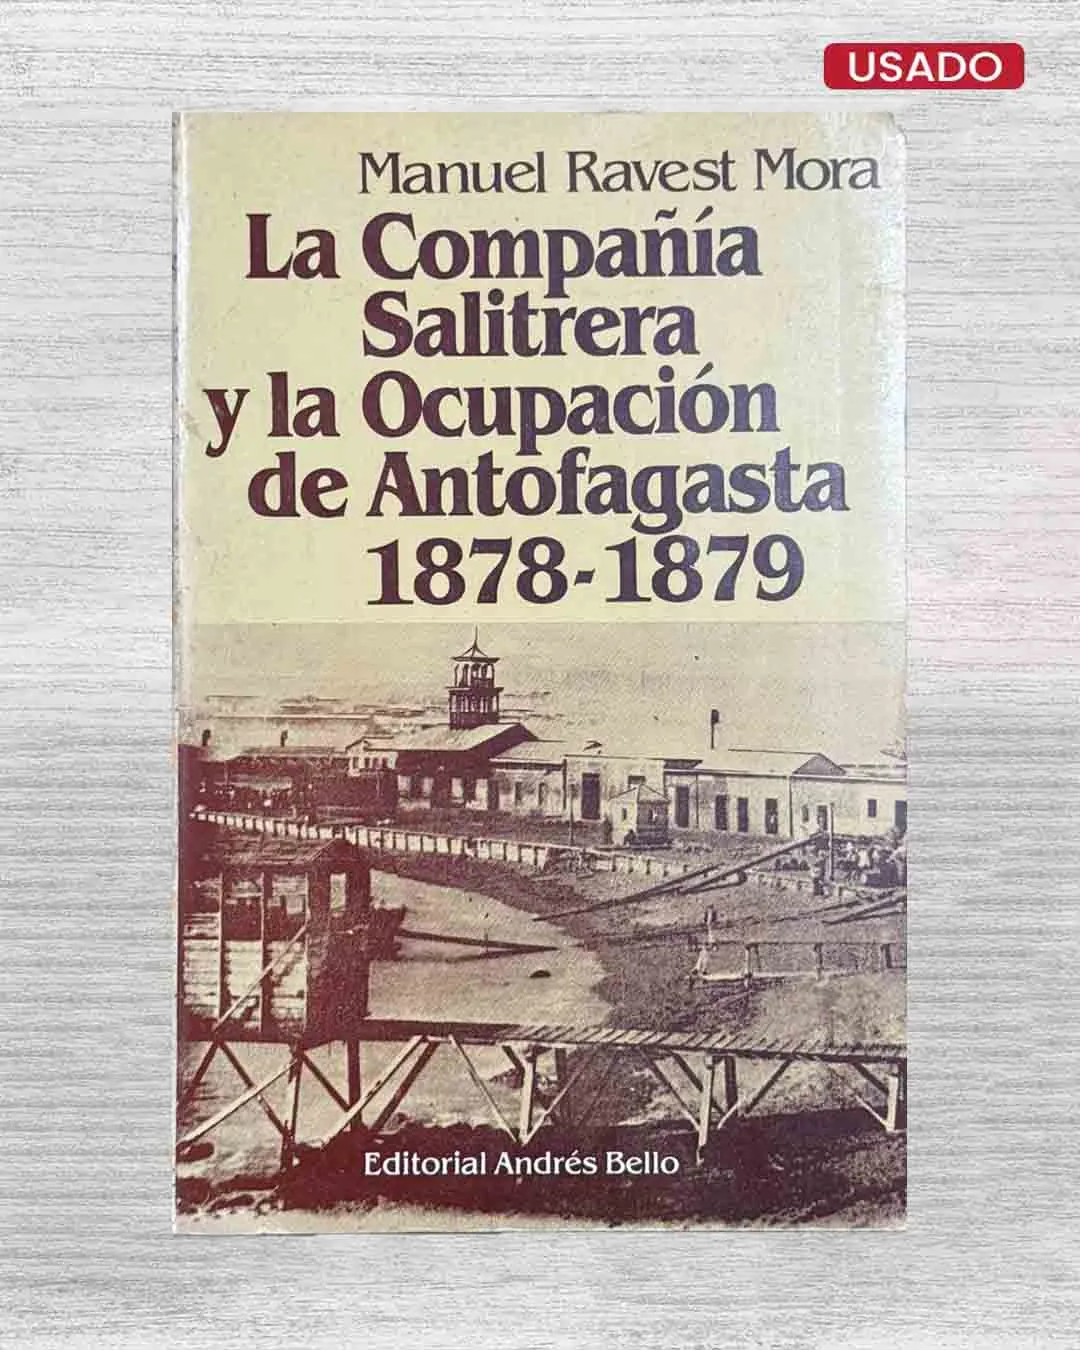 USADO
Manuel Ravest Mora
La Compañía
Salitrera
y la Ocupación
de Antofagasta
1878-1879
Editorial Andrés Bello